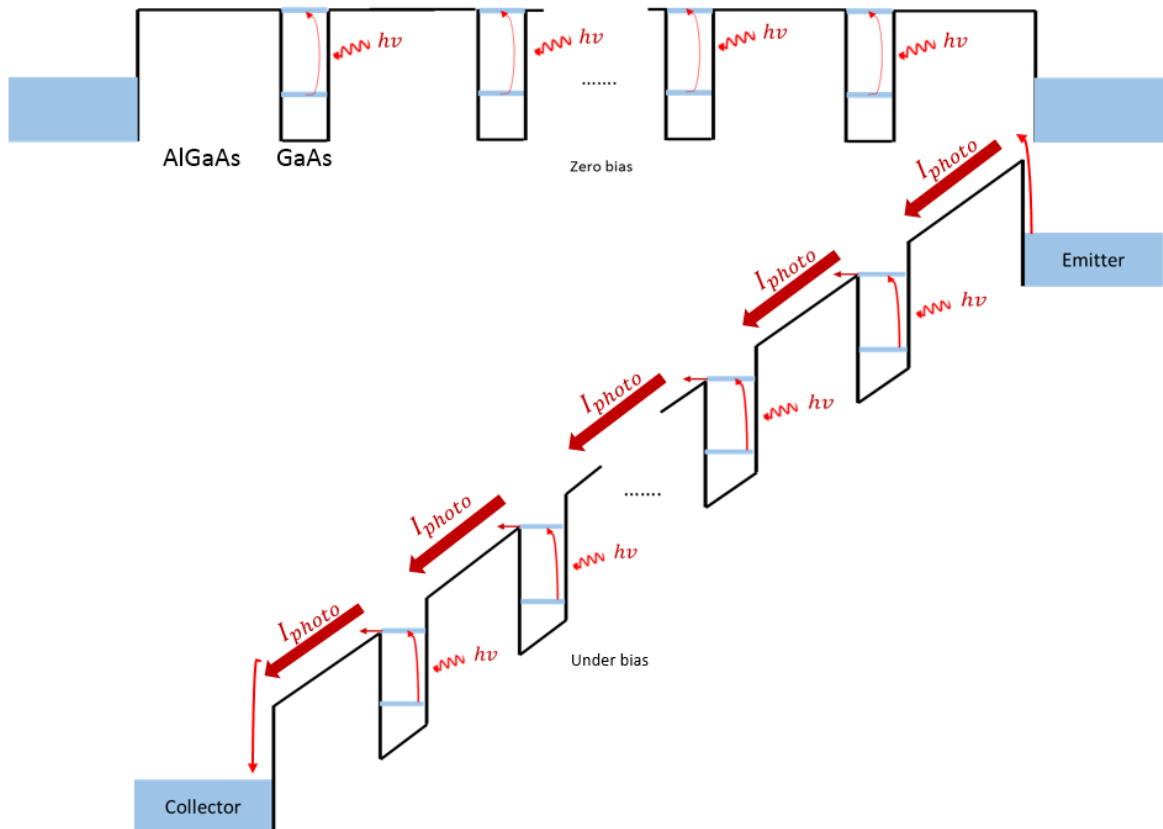 hν hν hν hν
.......
AlGaAs GaAs
Zero bias
I_photo
Emitter
I_photo
hν
I_photo
hν
.......
I_photo
hν
I_photo
hν
Under bias
Collector